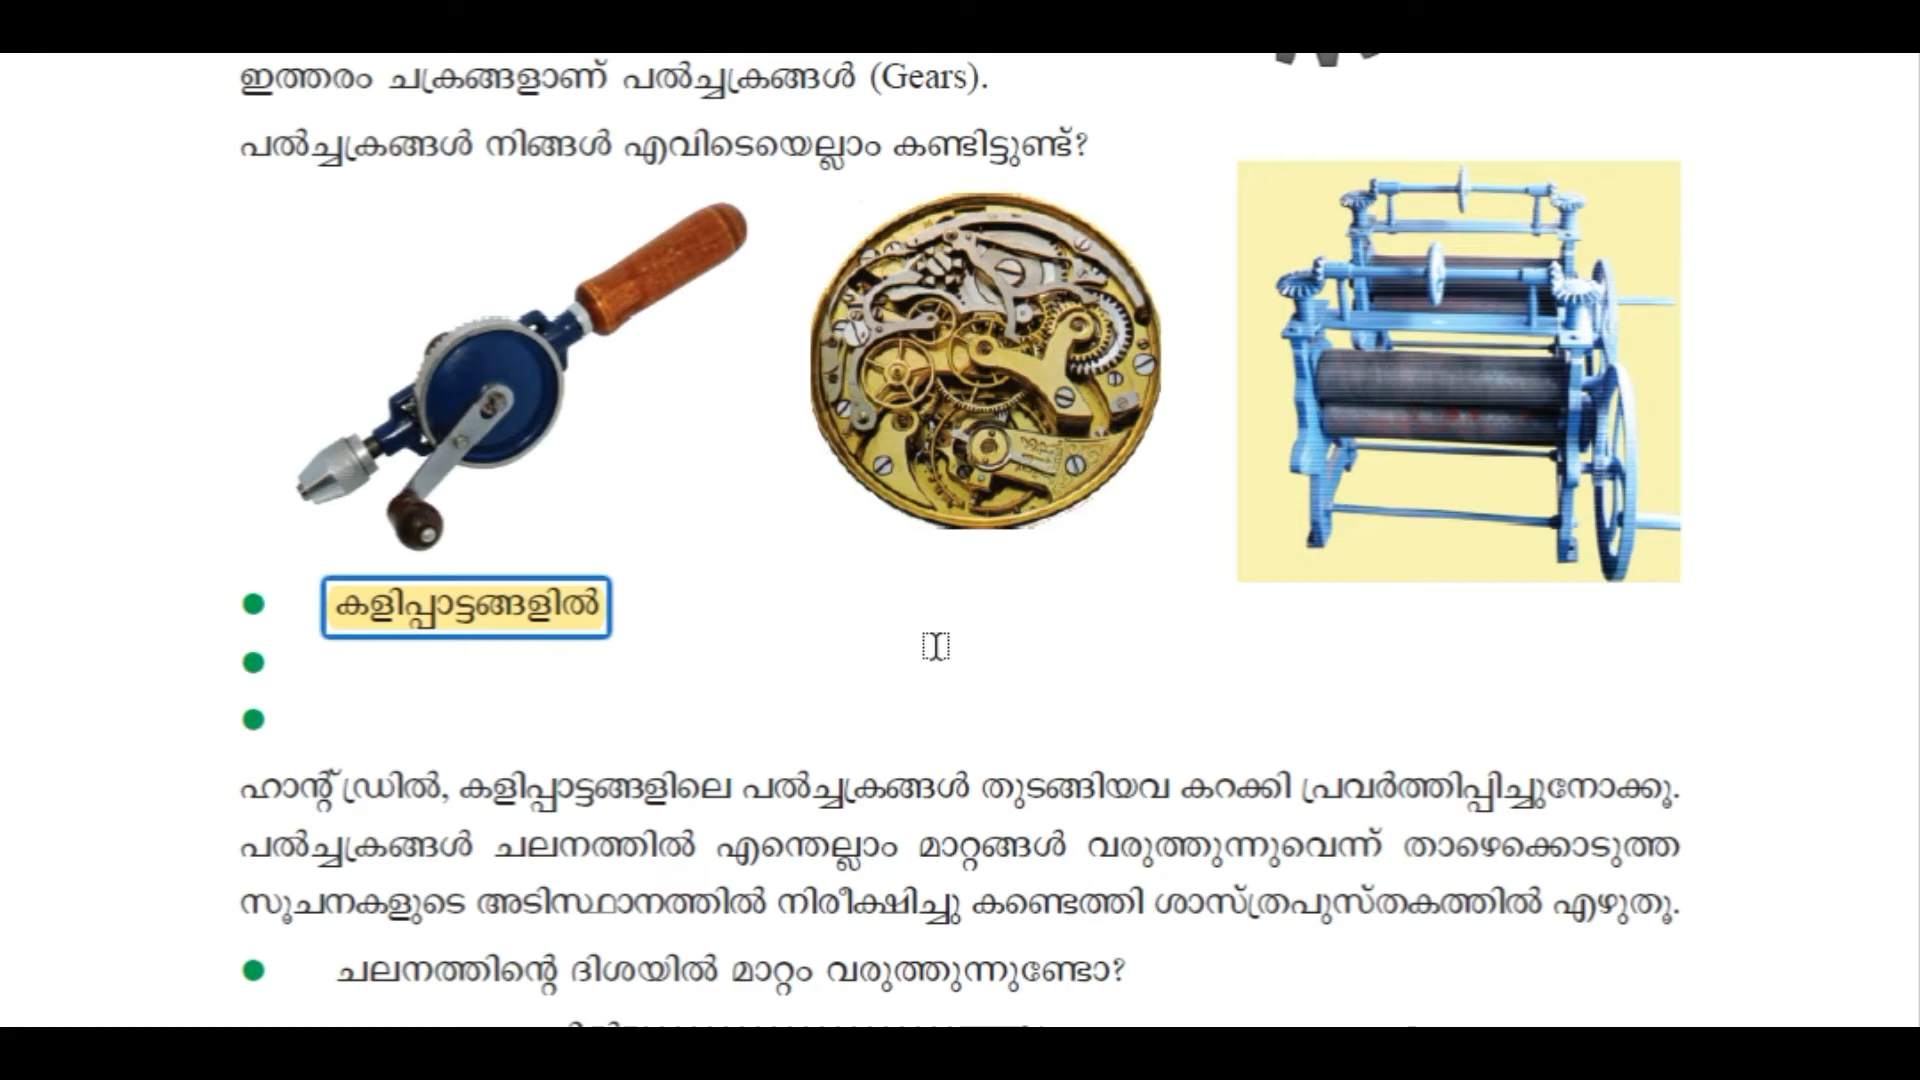 ഇത്തരം ചക്രങ്ങളാണ് പൽച്ചക്രങ്ങൾ (Gears).
പൽച്ചക്രങ്ങൾ നിങ്ങൾ എവിടെയെല്ലാം കണ്ടിട്ടുണ്ട്?
കളിപ്പാട്ടങ്ങളിൽ
ഹാന്റ് ഡ്രിൽ, കളിപ്പാട്ടങ്ങളിലെ പൽച്ചക്രങ്ങൾ തുടങ്ങിയവ കറക്കി പ്രവർത്തിപ്പിച്ചുനോക്കൂ.
പൽച്ചക്രങ്ങൾ ചലനത്തിൽ എന്തെല്ലാം മാറ്റങ്ങൾ വരുത്തുന്നുവെന്ന് താഴെക്കൊടുത്ത
സൂചനകളുടെ അടിസ്ഥാനത്തിൽ നിരീക്ഷിച്ചു കണ്ടെത്തി ശാസ്ത്രപുസ്തകത്തിൽ എഴുതൂ.
ചലനത്തിന്റെ ദിശയിൽ മാറ്റം വരുത്തുന്നുണ്ടോ?